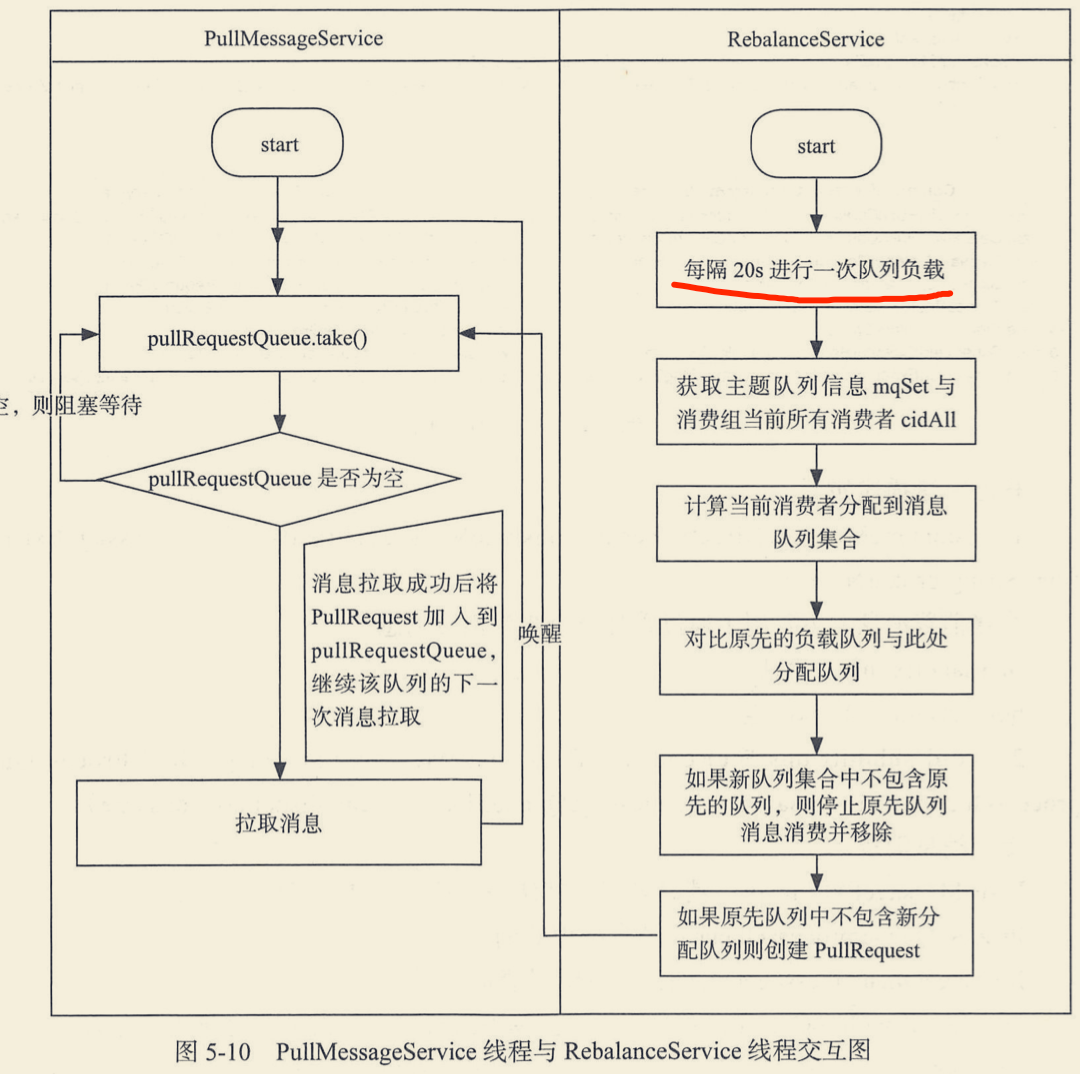 PullMessageService
RebalanceService
start
pullRequestQueue.take()
，则阻塞等待
pullRequestQueue 是否为空
消息拉取成功后将
PullRequest 加入到
pullRequestQueue，
继续该队列的下一
次消息拉取
唤醒
拉取消息
start
每隔 20s 进行一次队列负载
获取主题队列信息 mqSet 与
消费组当前所有消费者 cidAll
计算当前消费者分配到消息
队列集合
对比原先的负载队列与此处
分配队列
如果新队列集合中不包含原
先的队列，则停止原先队列
消息消费并移除
如果原先队列中不包含新分
配队列则创建 PullRequest
图 5-10 PullMessageService 线程与 RebalanceService 线程交互图